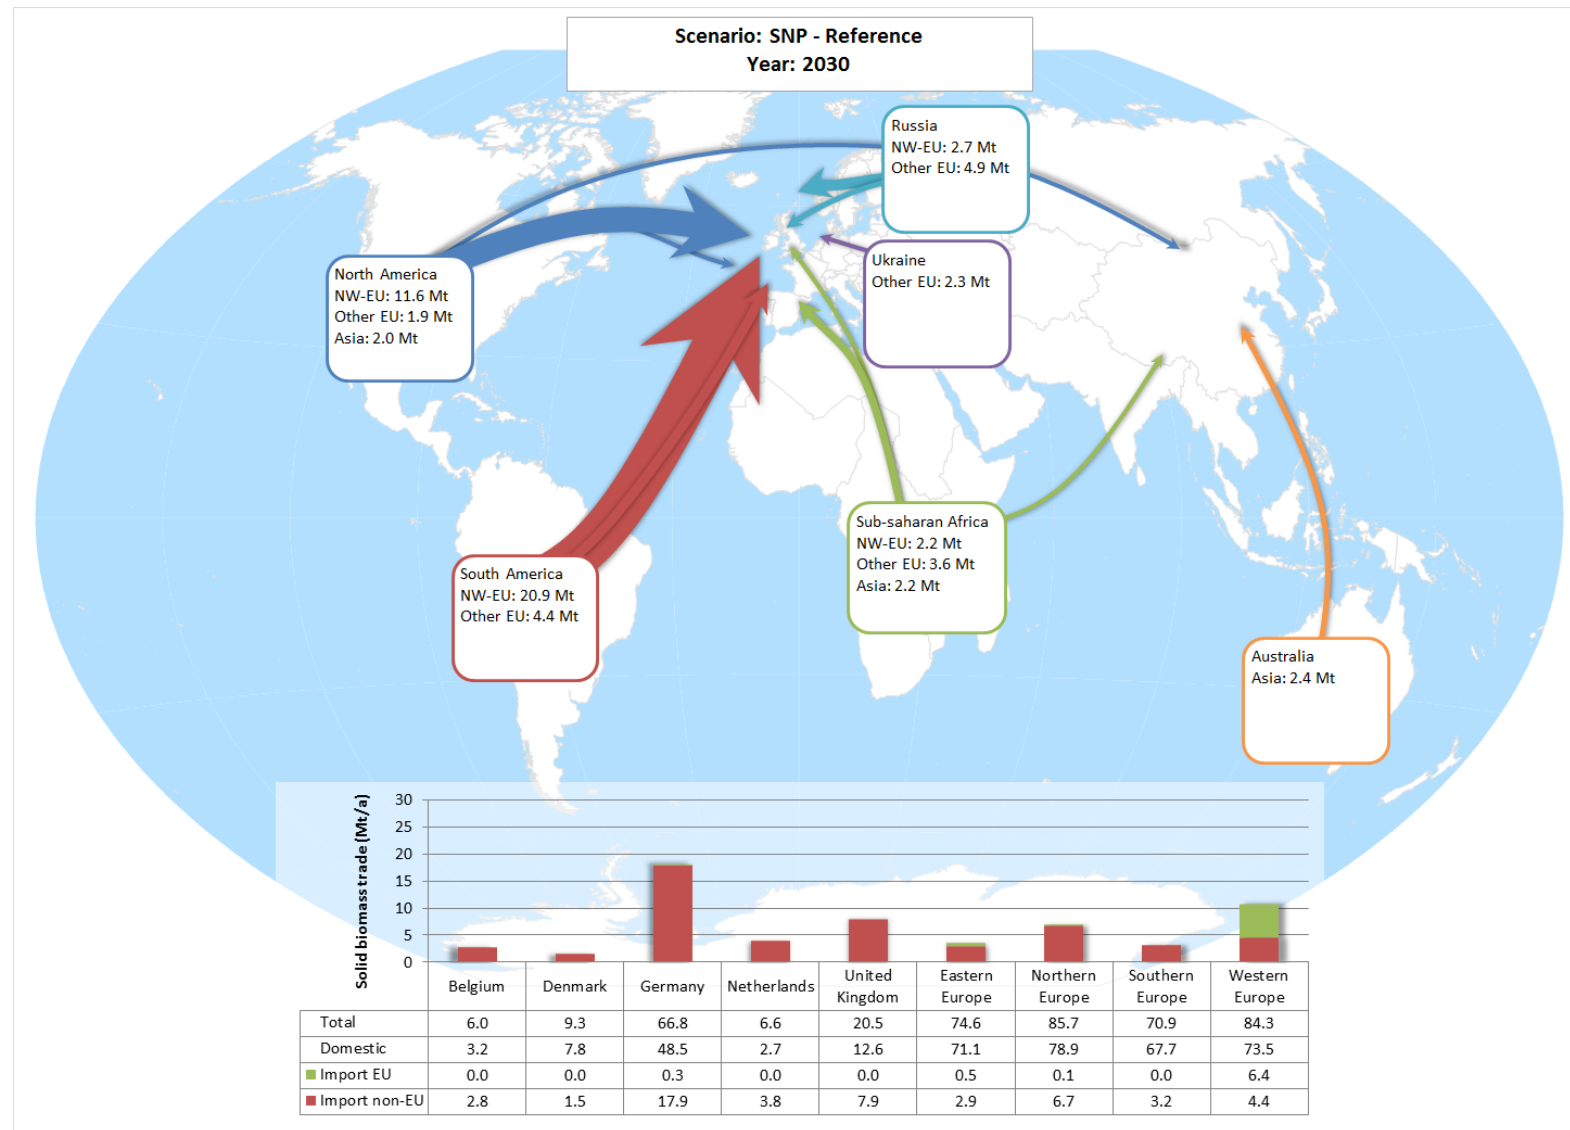 Scenario: SNP - Reference
Year: 2030
Russia
NW-EU: 2.7 Mt
Other EU: 4.9 Mt
North America
NW-EU: 11.6 Mt
Other EU: 1.9 Mt
Asia: 2.0 Mt
Ukraine
Other EU: 2.3 Mt
South America
NW-EU: 20.9 Mt
Other EU: 4.4 Mt
Sub-saharan Africa
NW-EU: 2.2 Mt
Other EU: 3.6 Mt
Asia: 2.2 Mt
Australia
Asia: 2.4 Mt
Solid biomass trade (Mt/a)
30
25
20
15
10
5
0
Belgium Denmark Germany Netherlands United Kingdom Eastern Europe Northern Europe Southern Europe Western Europe
Total 6.0 9.3 66.8 6.6 20.5 74.6 85.7 70.9 84.3
Domestic 3.2 7.8 48.5 2.7 12.6 71.1 78.9 67.7 73.5
Import EU 0.0 0.0 0.3 0.0 0.0 0.5 0.1 0.0 6.4
Import non-EU 2.8 1.5 17.9 3.8 7.9 2.9 6.7 3.2 4.4